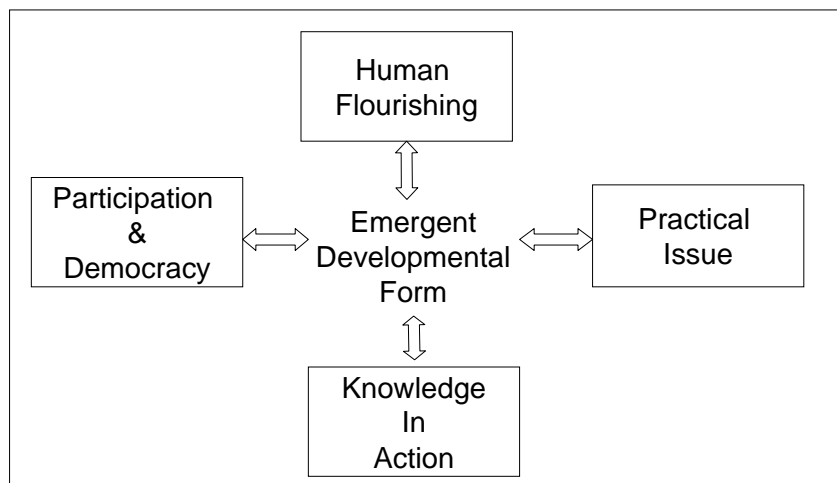 Human
Flourishing
Participation
&
Democracy
Emergent
Developmental
Form
Practical
Issue
Knowledge
In
Action